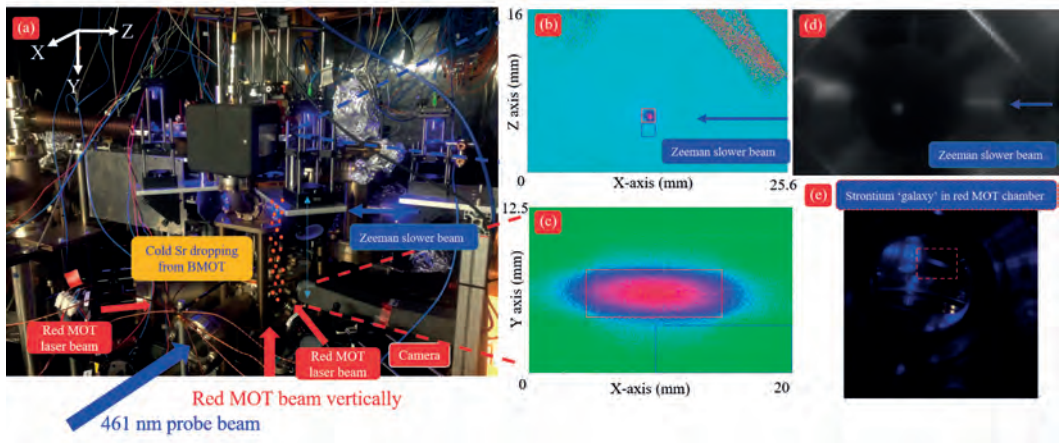 (a)
X
Z
Y
Cold Sr dropping
from BMOT
Zeeman slower beam
Red MOT
laser beam
Red MOT
laser beam
Camera
Red MOT beam vertically
461 nm probe beam
(b)
16
Z axis (mm)
0
Zeeman slower beam
X-axis (mm)
25.6
(c)
12.5
Y axis (mm)
0
X-axis (mm)
20
(d)
Zeeman slower beam
(e)
Strontium ‘galaxy’ in red MOT chamber